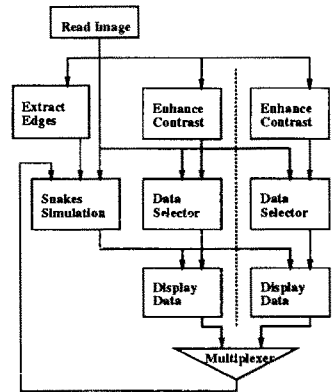 Read Image
Extract
Edges
Enhance
Contrast
Enhance
Contrast
Snakes
Simulation
Data
Selector
Data
Selector
Display
Data
Display
Data
Multiplexer